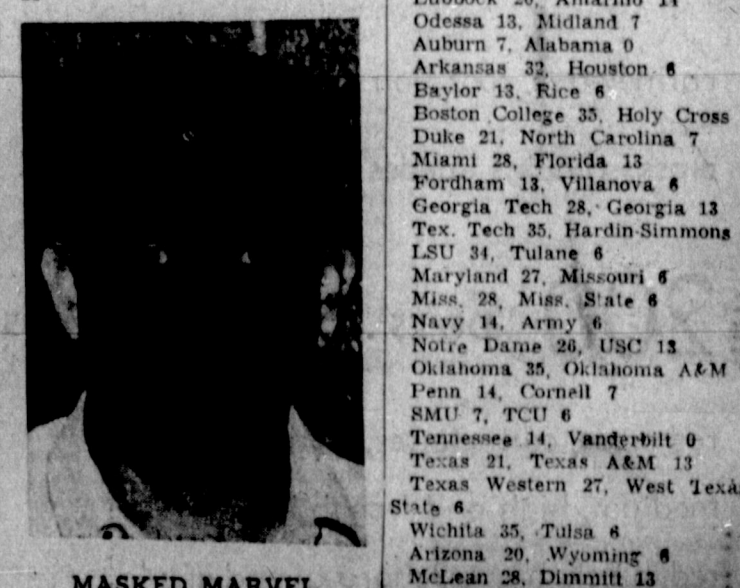 MASKED MARVEL
Lubbock 20, Amarillo 14
Odessa 13, Midland 7
Auburn 7, Alabama 0
Arkansas 32, Houston 6
Baylor 13, Rice 6
Boston College 35, Holy Cross
Duke 21, North Carolina 7
Miami 28, Florida 13
Fordham 13, Villanova 6
Georgia Tech 28, Georgia 13
Tex. Tech 35, Hardin-Simmons
LSU 34, Tulane 6
Maryland 27, Missouri 6
Miss. 28, Miss. State 6
Navy 14, Army 6
Notre Dame 26, USC 13
Oklahoma 35, Oklahoma A&M
Penn 14, Cornell 7
SMU 7, TCU 6
Tennessee 14, Vanderbilt 0
Texas 21, Texas A&M 13
Texas Western 27, West Texas
State 6
Wichita 35, Tulsa 6
Arizona 20, Wyoming 6
McLean 28, Dimmitt 13